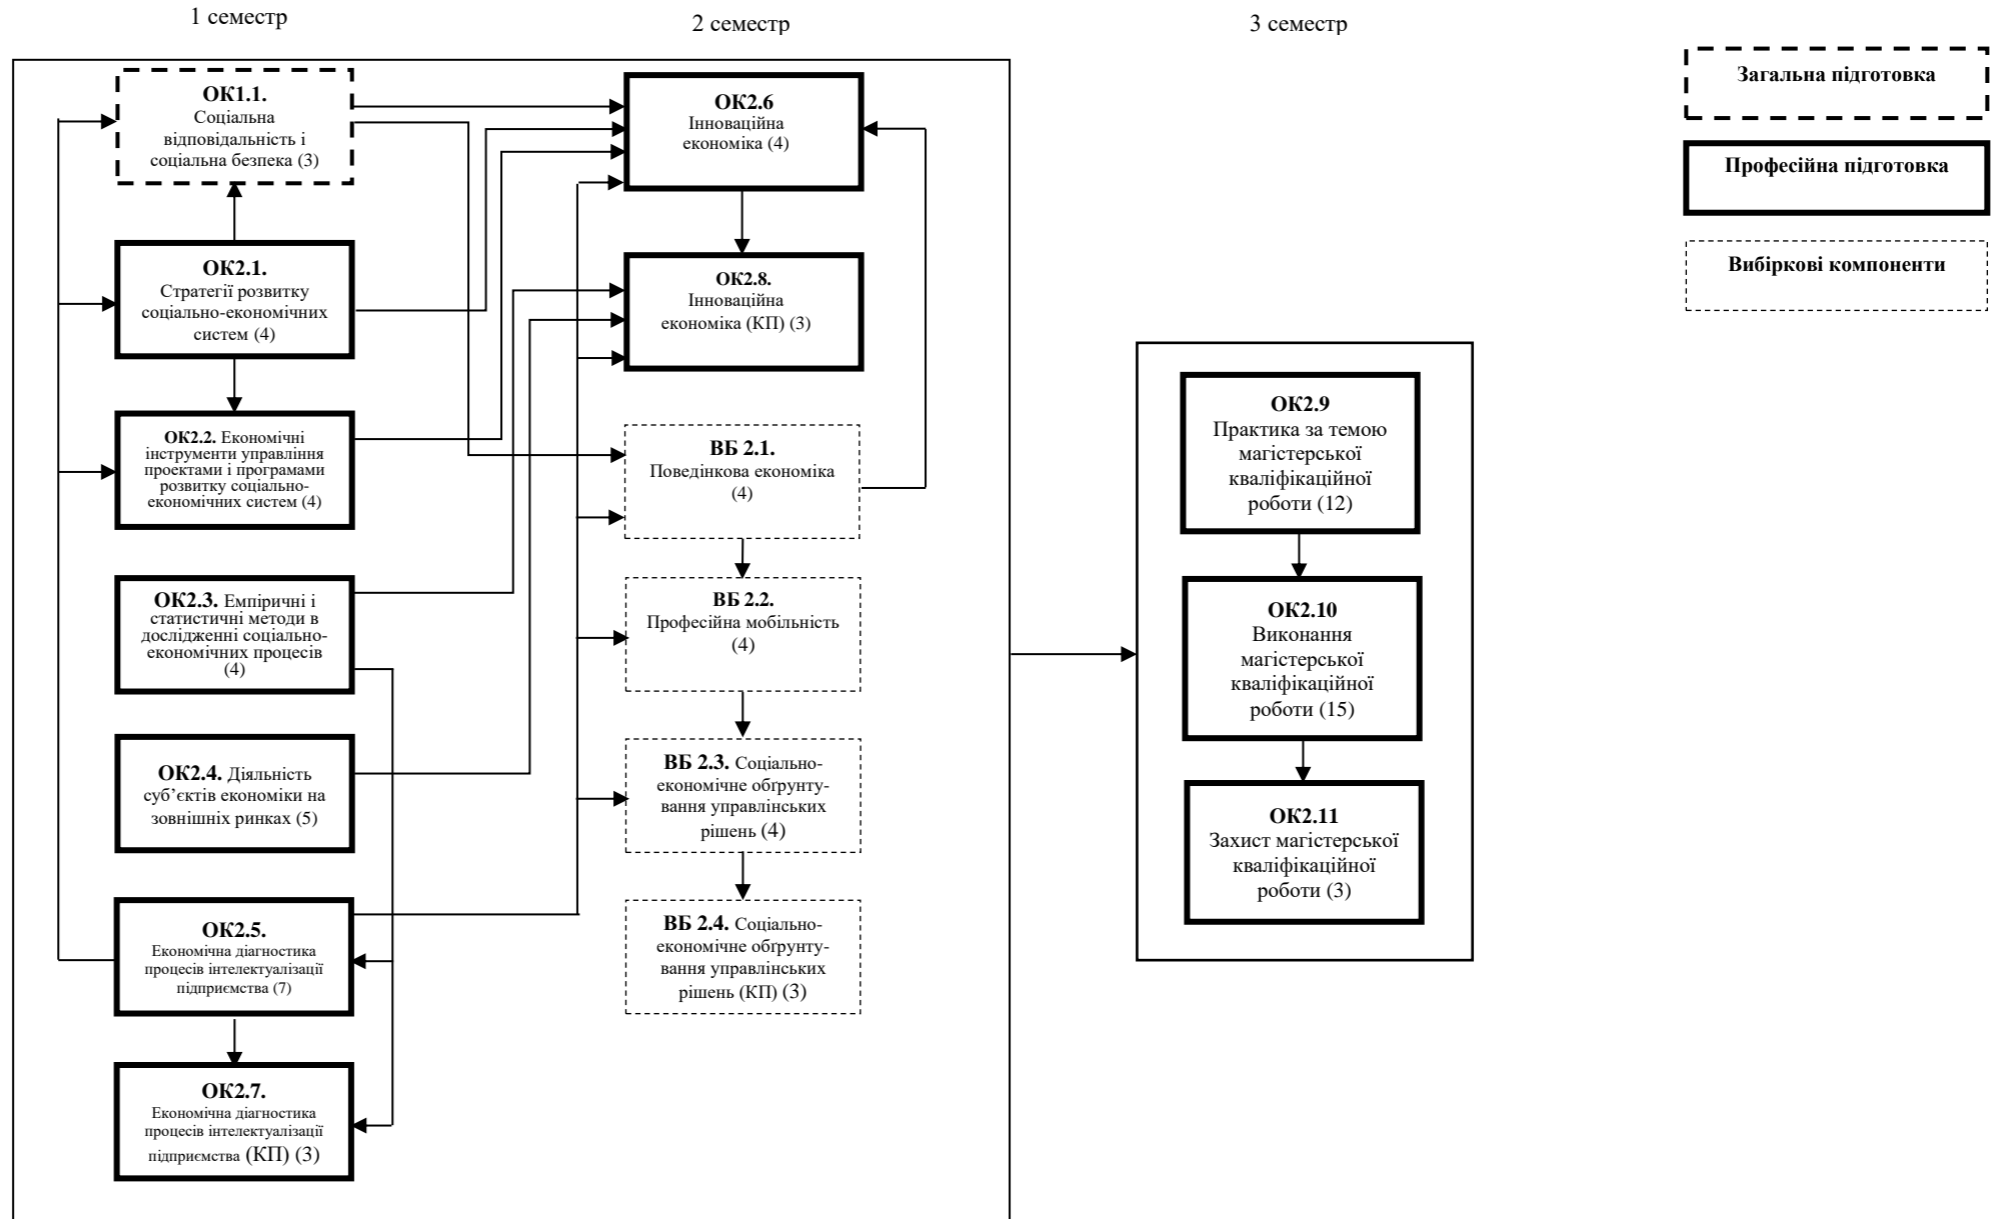 1 семестр
2 семестр
3 семестр
ОК1.1.
Соціальна
відповідальність і
соціальна безпека (3)
ОК2.1.
Стратегії розвитку
соціально-економічних
систем (4)
ОК2.2. Економічні
інструменти управління
проектами і програмами
розвитку соціально-
економічних систем (4)
ОК2.3. Емпіричні і
статистичні методи в
дослідженні соціально-
економічних процесів
(4)
ОК2.4. Діяльність
суб’єктів економіки на
зовнішніх ринках (5)
ОК2.5.
Економічна діагностика
процесів інтелектуалізації
підприємства (7)
ОК2.7.
Економічна діагностика
процесів інтелектуалізації
підприємства (КП) (3)
ОК2.6
Інноваційна
економіка (4)
ОК2.8.
Інноваційна
економіка (КП) (3)
ВБ 2.1.
Поведінкова економіка
(4)
ВБ 2.2.
Професійна мобільність
(4)
ВБ 2.3. Соціально-
економічне обґрунту-
вання управлінських
рішень (4)
ВБ 2.4. Соціально-
економічне обґрунту-
вання управлінських
рішень (КП) (3)
ОК2.9
Практика за темою
магістерської
кваліфікаційної
роботи (12)
ОК2.10
Виконання
магістерської
кваліфікаційної
роботи (15)
ОК2.11
Захист магістерської
кваліфікаційної
роботи (3)
Загальна підготовка
Професійна підготовка
Вибіркові компоненти